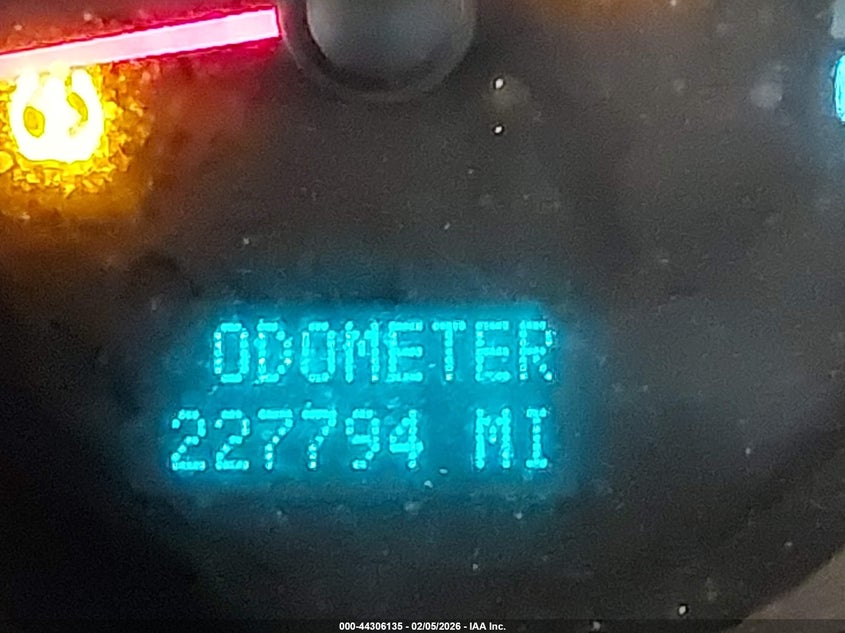 ODOMETER
227794 MI
000-44306135 - 02/05/2026 - IAA Inc.